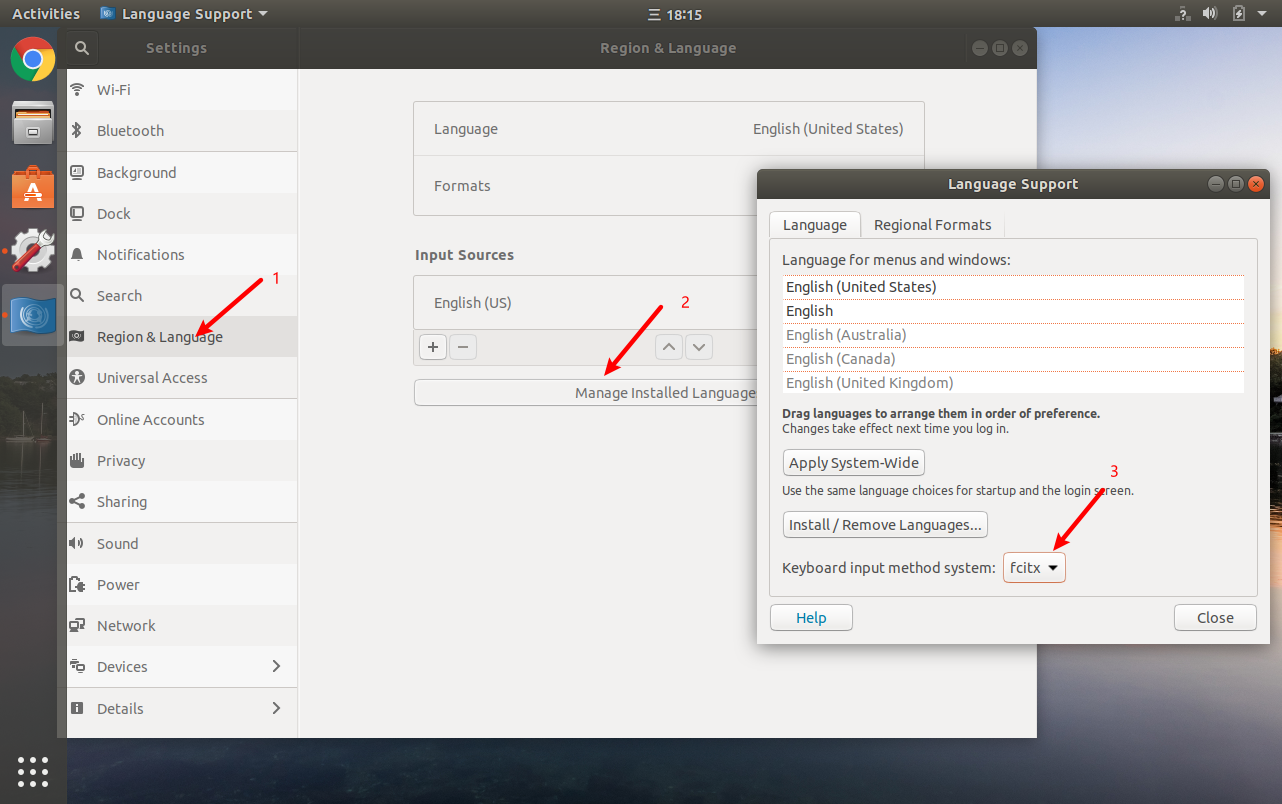 Activities
Language Support
三 18:15
?
Settings
Region & Language
Wi-Fi
Bluetooth
Background
Dock
Notifications
Search
Region & Language
Universal Access
Online Accounts
Privacy
Sharing
Sound
Power
Network
Devices
Details
1
Language English (United States)
Formats
Input Sources
English (US)
2
Manage Installed Language
Language Support
Language
Regional Formats
Language for menus and windows:
English (United States)
English
English (Australia)
English (Canada)
English (United Kingdom)
Drag languages to arrange them in order of preference.
Changes take effect next time you log in.
Apply System-Wide
3
Use the same language choices for startup and the login screen.
Install / Remove Languages...
Keyboard input method system: fcitx
Help
Close